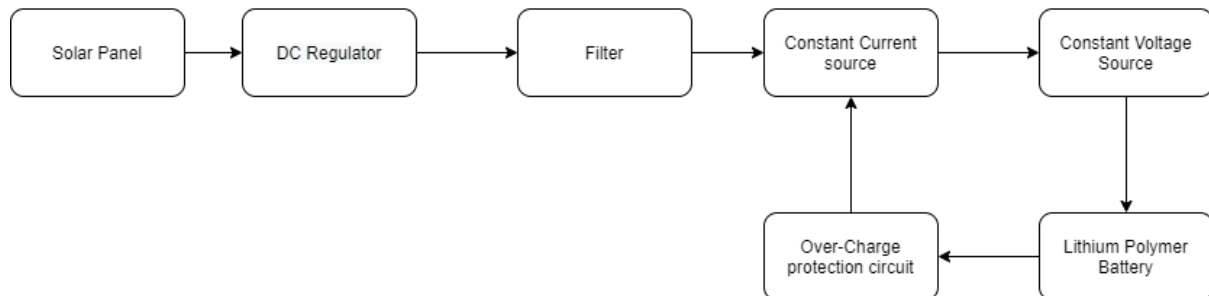 Solar Panel
DC Regulator
Filter
Constant Current
source
Constant Voltage
Source
Over-Charge
protection circuit
Lithium Polymer
Battery